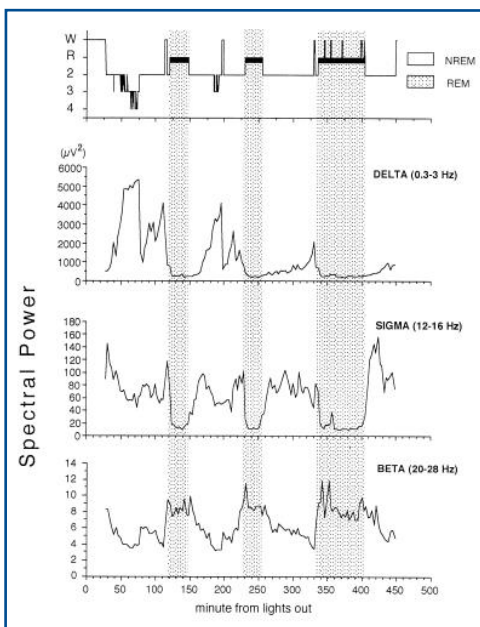 W
R
2
3
4
NREM
REM
(μV²)
6000
5000
4000
3000
2000
1000
0
DELTA (0.3-3 Hz)
180
160
140
120
100
80
60
40
20
0
SIGMA (12-16 Hz)
14
12
10
8
6
4
2
0
BETA (20-28 Hz)
Spectral Power
0 50 100 150 200 250 300 350 400 450 500
minute from lights out